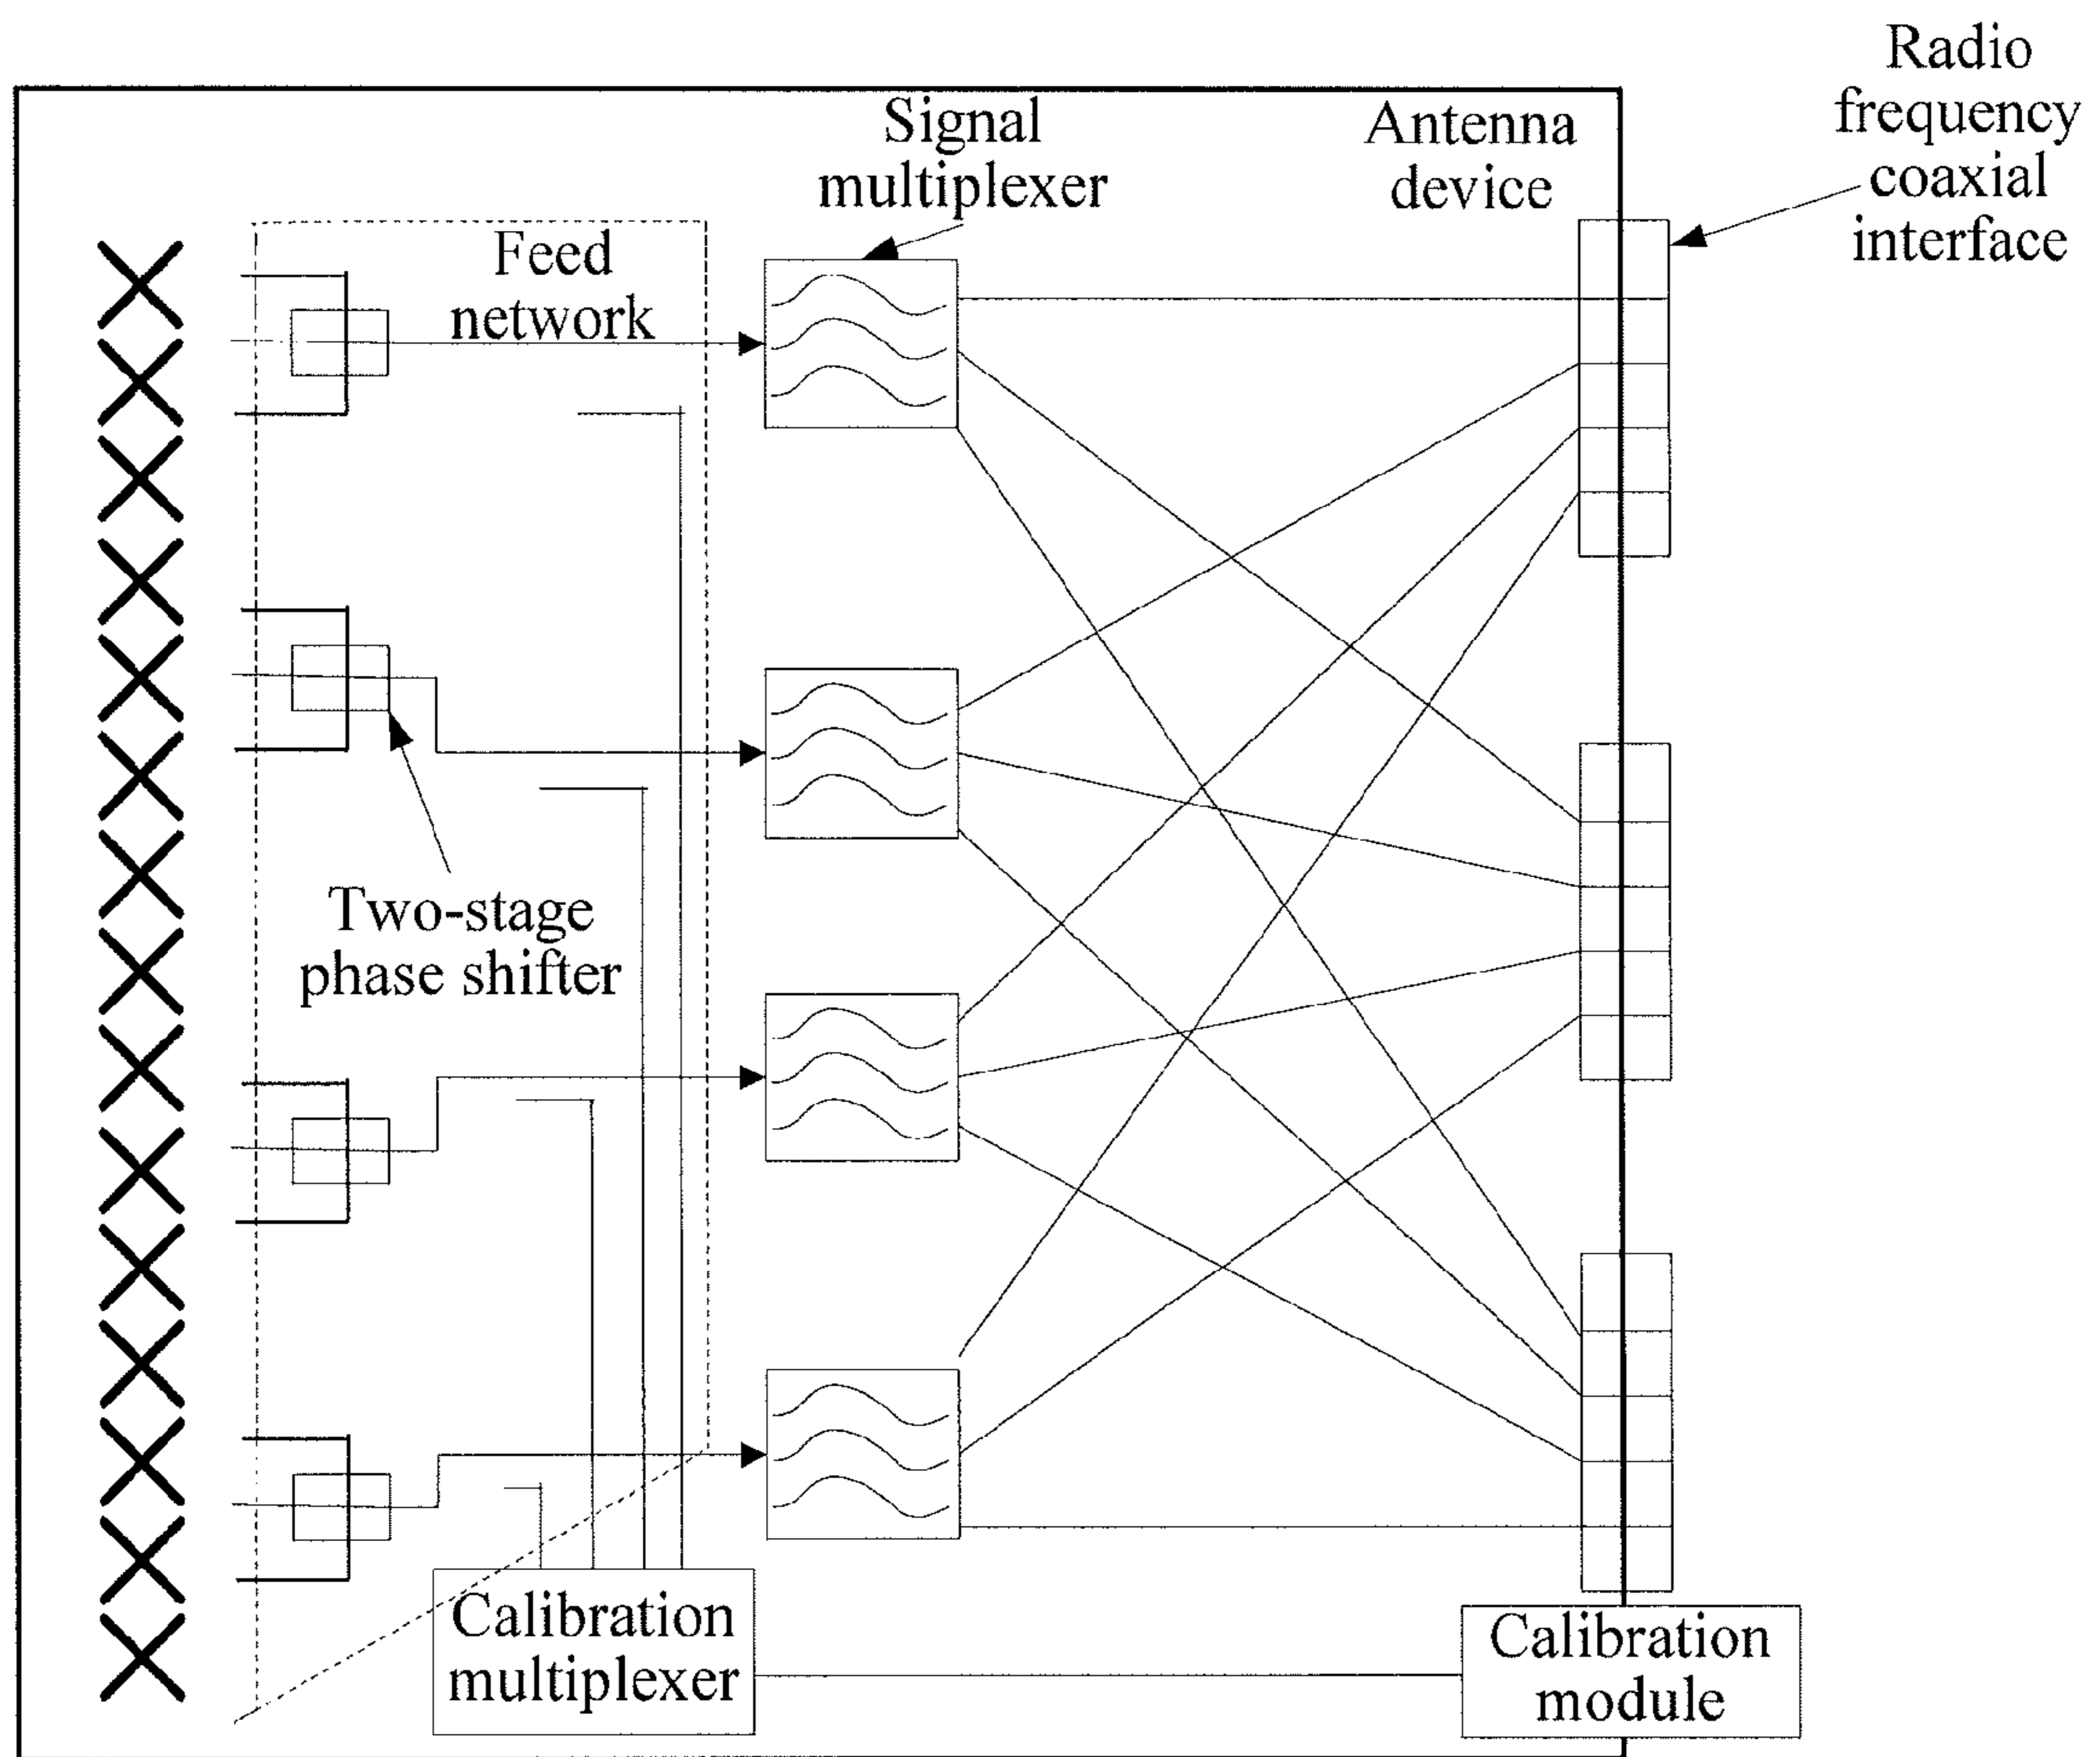 Radio
frequency
coaxial
interface
Signal
multiplexer
Antenna
device
Feed
network
Two-stage
phase shifter
Calibration
multiplexer
Calibration
module